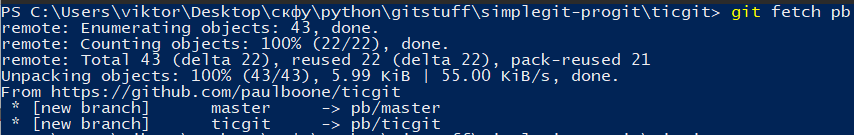 PS C:\Users\viktor\Desktop\скфу\python\gitstuff\simplegit-progit\ticgit> git fetch pb
remote: Enumerating objects: 43, done.
remote: Counting objects: 100% (22/22), done.
remote: Total 43 (delta 22), reused 22 (delta 22), pack-reused 21
Unpacking objects: 100% (43/43), 5.99 KiB | 55.00 KiB/s, done.
From https://github.com/paulboone/ticgit
 * [new branch]      master     -> pb/master
 * [new branch]      ticgit     -> pb/ticgit